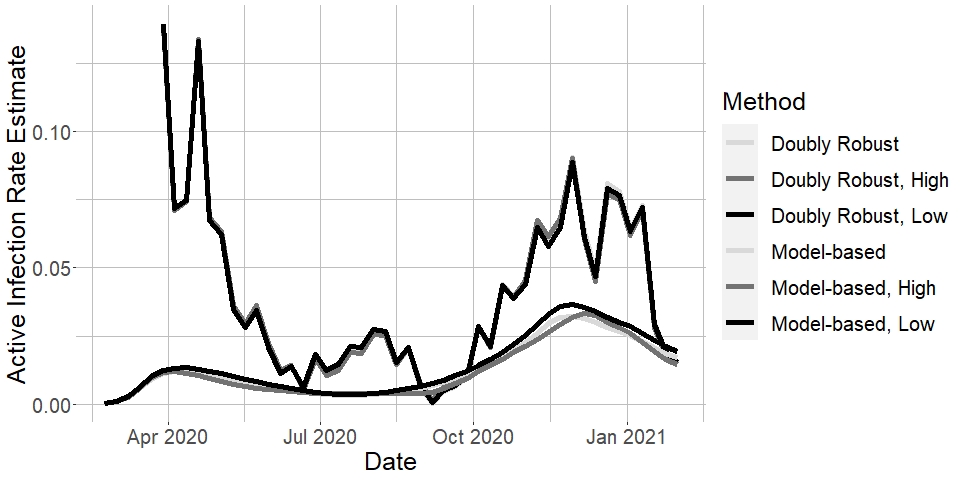 Active Infection Rate Estimate
0.10
0.05
0.00
Apr 2020
Jul 2020
Oct 2020
Jan 2021
Date
Method
Doubly Robust
Doubly Robust, High
Doubly Robust, Low
Model-based
Model-based, High
Model-based, Low